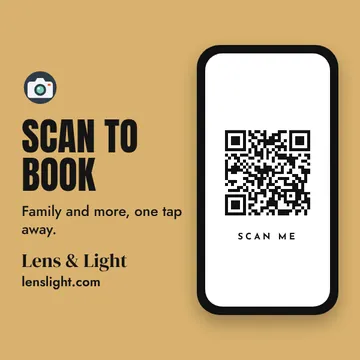 SCAN TO
BOOK
Family and more, one tap
away.
Lens & Light
lenslight.com
SCAN ME